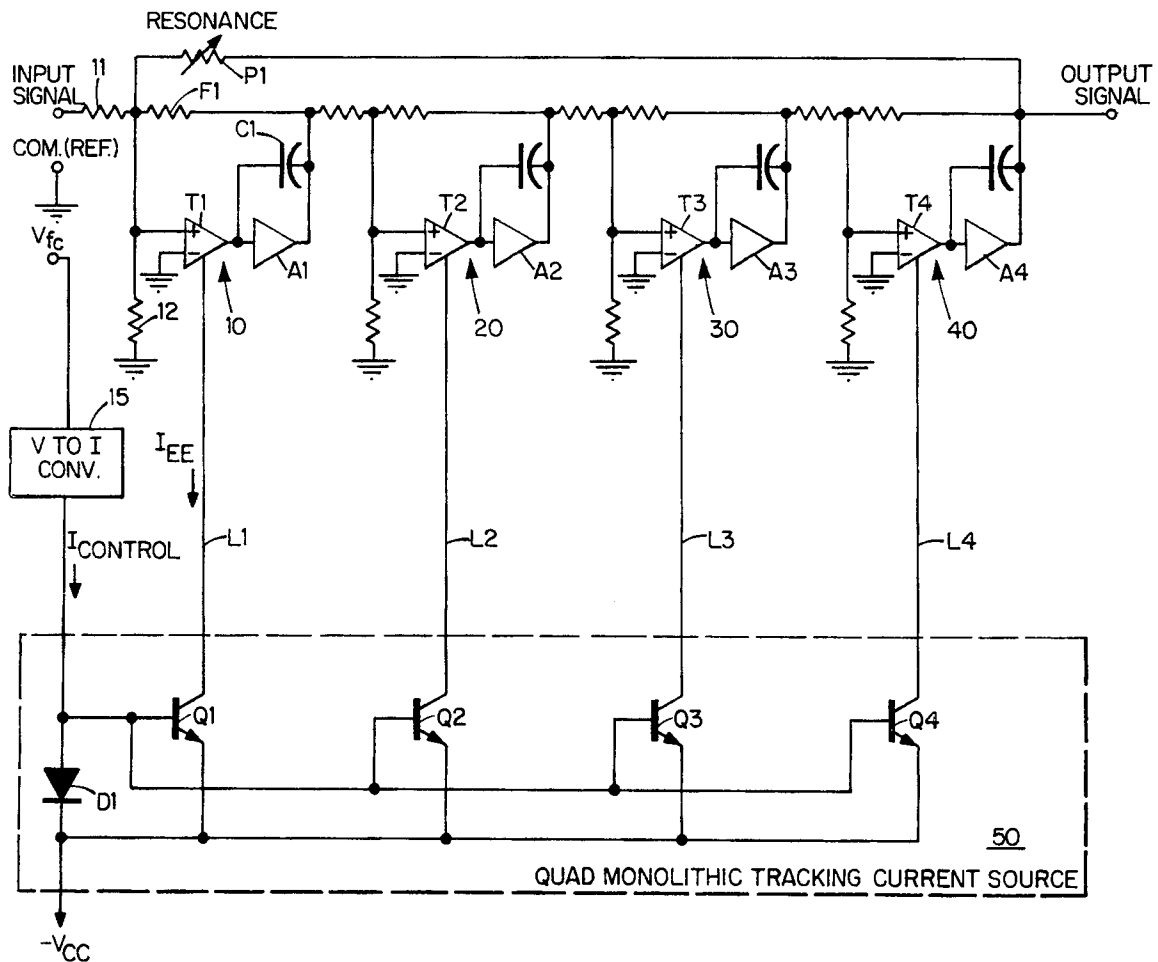 RESONANCE
11
P1
INPUT
SIGNAL
F1
OUTPUT
SIGNAL
C1
COM.(REF.)
T1
T2
T3
T4
Vfc
+
−
+
−
+
−
+
−
A1
A2
A3
A4
12
10
20
30
40
15
V TO I
CONV.
IEE
ICONTROL
L1
L2
L3
L4
Q1
Q2
Q3
Q4
D1
50
QUAD MONOLITHIC TRACKING CURRENT SOURCE
-VCC